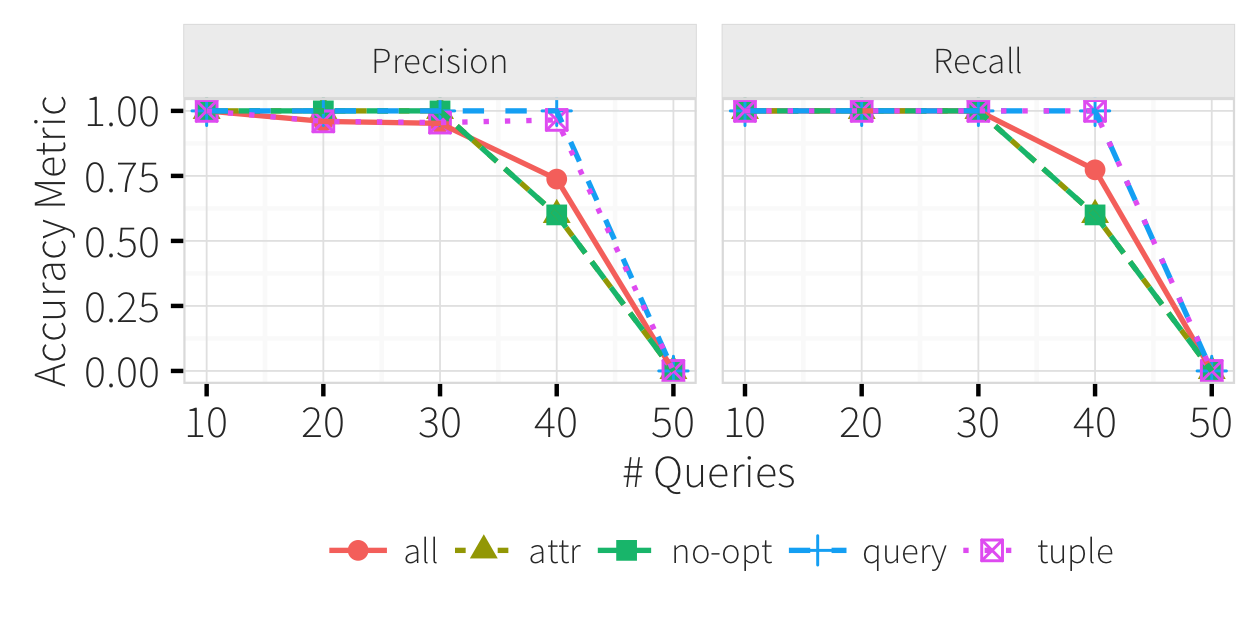 Precision Recall
Accuracy Metric
1.00
0.75
0.50
0.25
0.00
10 20 30 40 50 10 20 30 40 50
# Queries
all attr no-opt query tuple